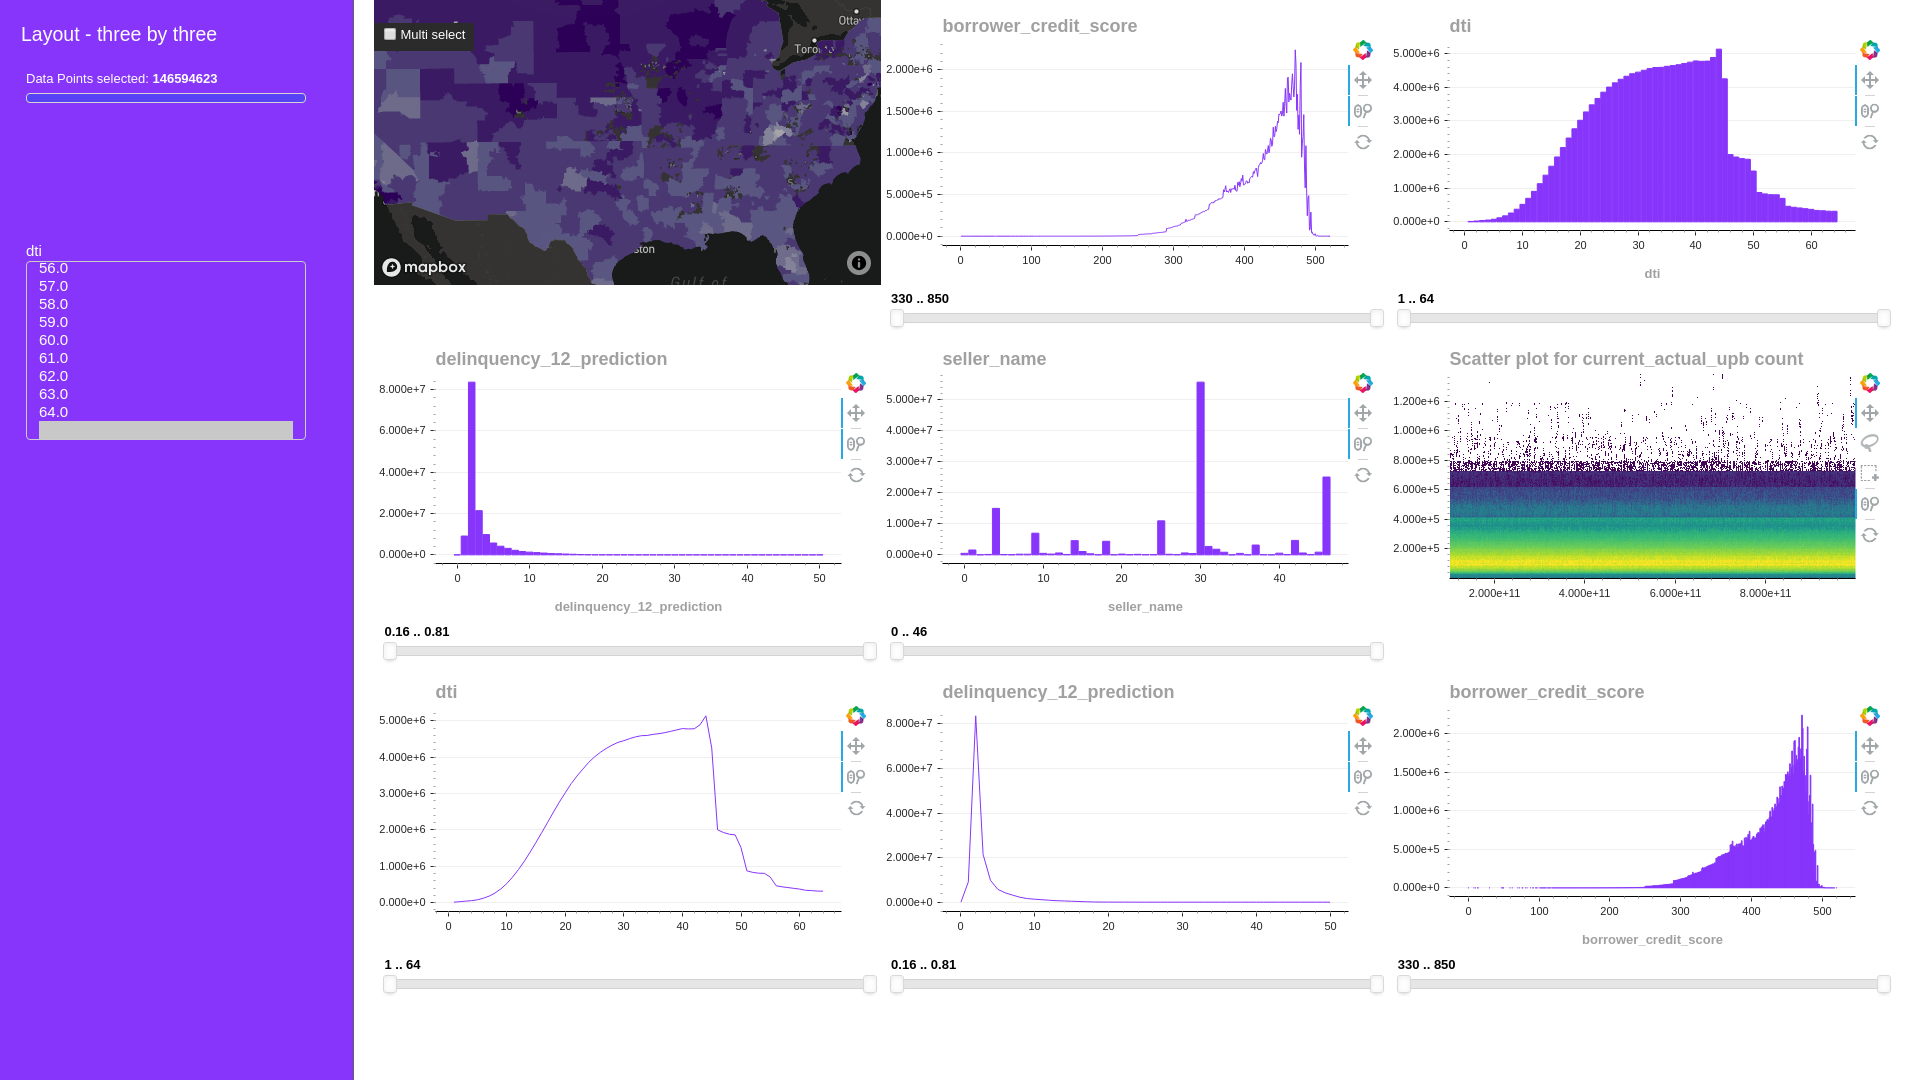 Layout - three by three
Data Points selected: 146594623
dti
56.0
57.0
58.0
59.0
60.0
61.0
62.0
63.0
64.0
Multi select
Toronto
mapbox
Gulf of
borrower_credit_score
2.000e+6
1.500e+6
1.000e+6
5.000e+5
0.000e+0
0 100 200 300 400 500
330 .. 850
dti
5.000e+6
4.000e+6
3.000e+6
2.000e+6
1.000e+6
0.000e+0
0 10 20 30 40 50 60
dti
1 .. 64
delinquency_12_prediction
8.000e+7
6.000e+7
4.000e+7
2.000e+7
0.000e+0
0 10 20 30 40 50
delinquency_12_prediction
0.16 .. 0.81
seller_name
5.000e+7
4.000e+7
3.000e+7
2.000e+7
1.000e+7
0.000e+0
0 10 20 30 40
seller_name
0 .. 46
Scatter plot for current_actual_upb count
1.200e+6
1.000e+6
8.000e+5
6.000e+5
4.000e+5
2.000e+5
2.000e+11 4.000e+11 6.000e+11 8.000e+11
dti
5.000e+6
4.000e+6
3.000e+6
2.000e+6
1.000e+6
0.000e+0
0 10 20 30 40 50 60
1 .. 64
delinquency_12_prediction
8.000e+7
6.000e+7
4.000e+7
2.000e+7
0.000e+0
0 10 20 30 40 50
0.16 .. 0.81
borrower_credit_score
2.000e+6
1.500e+6
1.000e+6
5.000e+5
0.000e+0
0 100 200 300 400 500
borrower_credit_score
330 .. 850